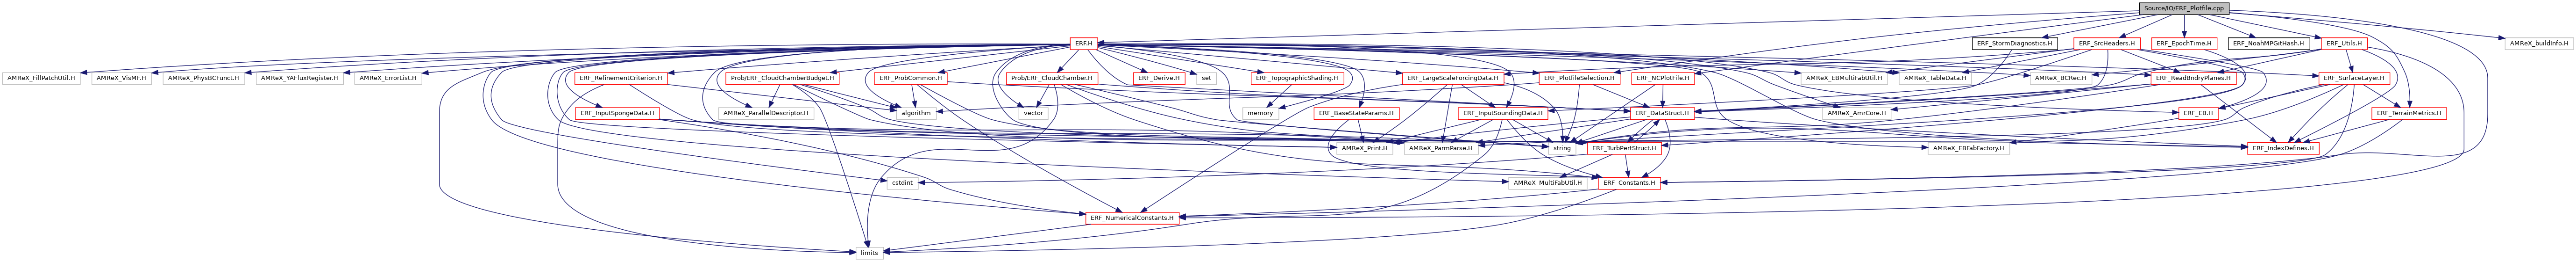 Source/IO/ERF_Plotfile.cpp
ERF.H
ERF_StormDiagnostics.H
ERF_SrcHeaders.H
ERF_EpochTime.H
ERF_NoahMPGitHash.H
ERF_Utils.H
AMReX_buildInfo.H
AMReX_FillPatchUtil.H
AMReX_VisMF.H
AMReX_PhysBCFunct.H
AMReX_YAFluxRegister.H
AMReX_ErrorList.H
ERF_RefinementCriterion.H
Prob/ERF_CloudChamberBudget.H
ERF_ProbCommon.H
Prob/ERF_CloudChamber.H
ERF_Derive.H
set
ERF_TopographicShading.H
ERF_LargeScaleForcingData.H
ERF_PlotfileSelection.H
ERF_NCPlotFile.H
AMReX_EBMultiFabUtil.H
AMReX_TableData.H
AMReX_BCRec.H
ERF_ReadBndryPlanes.H
ERF_SurfaceLayer.H
ERF_InputSpongeData.H
AMReX_ParallelDescriptor.H
algorithm
vector
memory
ERF_BaseStateParams.H
ERF_InputSoundingData.H
ERF_DataStruct.H
AMReX_AmrCore.H
ERF_EB.H
ERF_TerrainMetrics.H
AMReX_Print.H
AMReX_ParmParse.H
string
ERF_TurbPertStruct.H
AMReX_EBFabFactory.H
ERF_IndexDefines.H
cstdint
AMReX_MultiFabUtil.H
ERF_Constants.H
ERF_NumericalConstants.H
limits